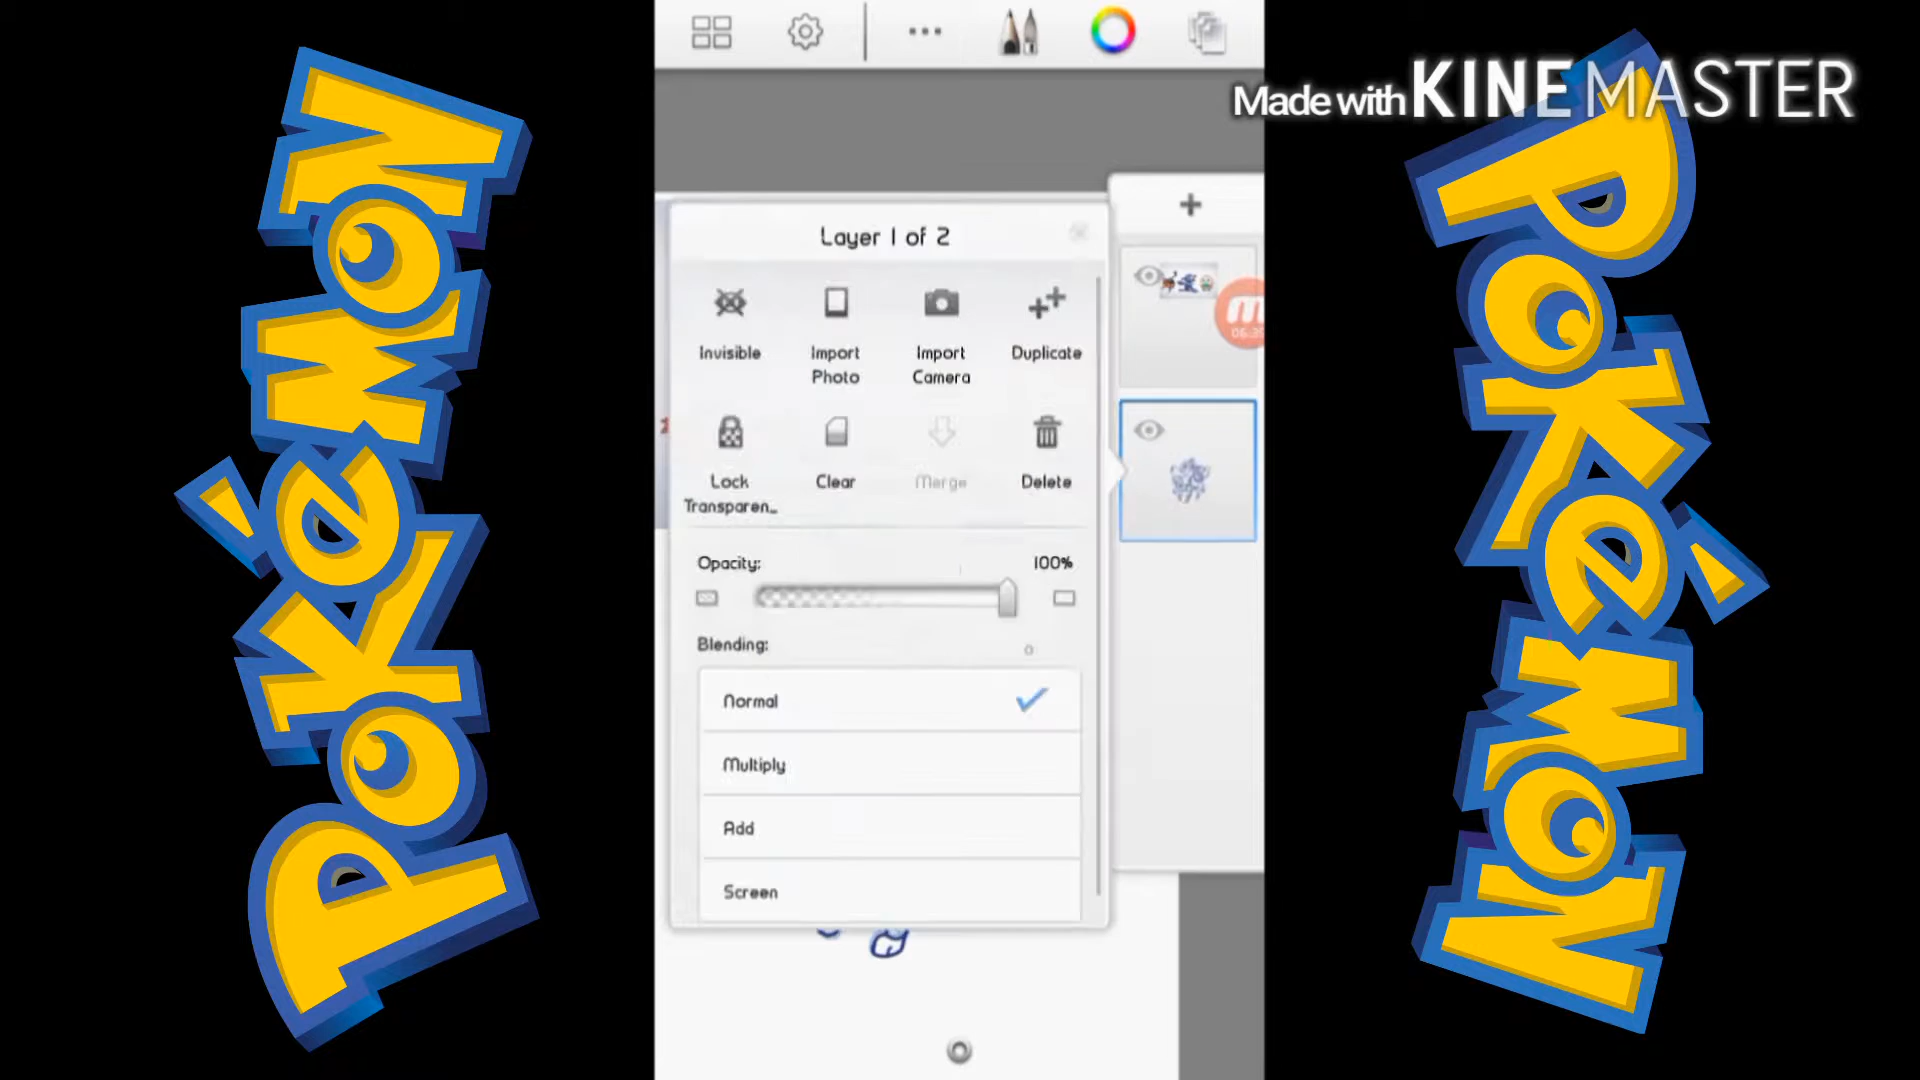 Pokémon
Made with KINEMASTER
Layer 1 of 2
Invisible
Import Photo
Import Camera
Duplicate
Lock Transparen...
Clear
Merge
Delete
Opacity: 100%
Blending:
Normal
Multiply
Add
Screen
Pokémon